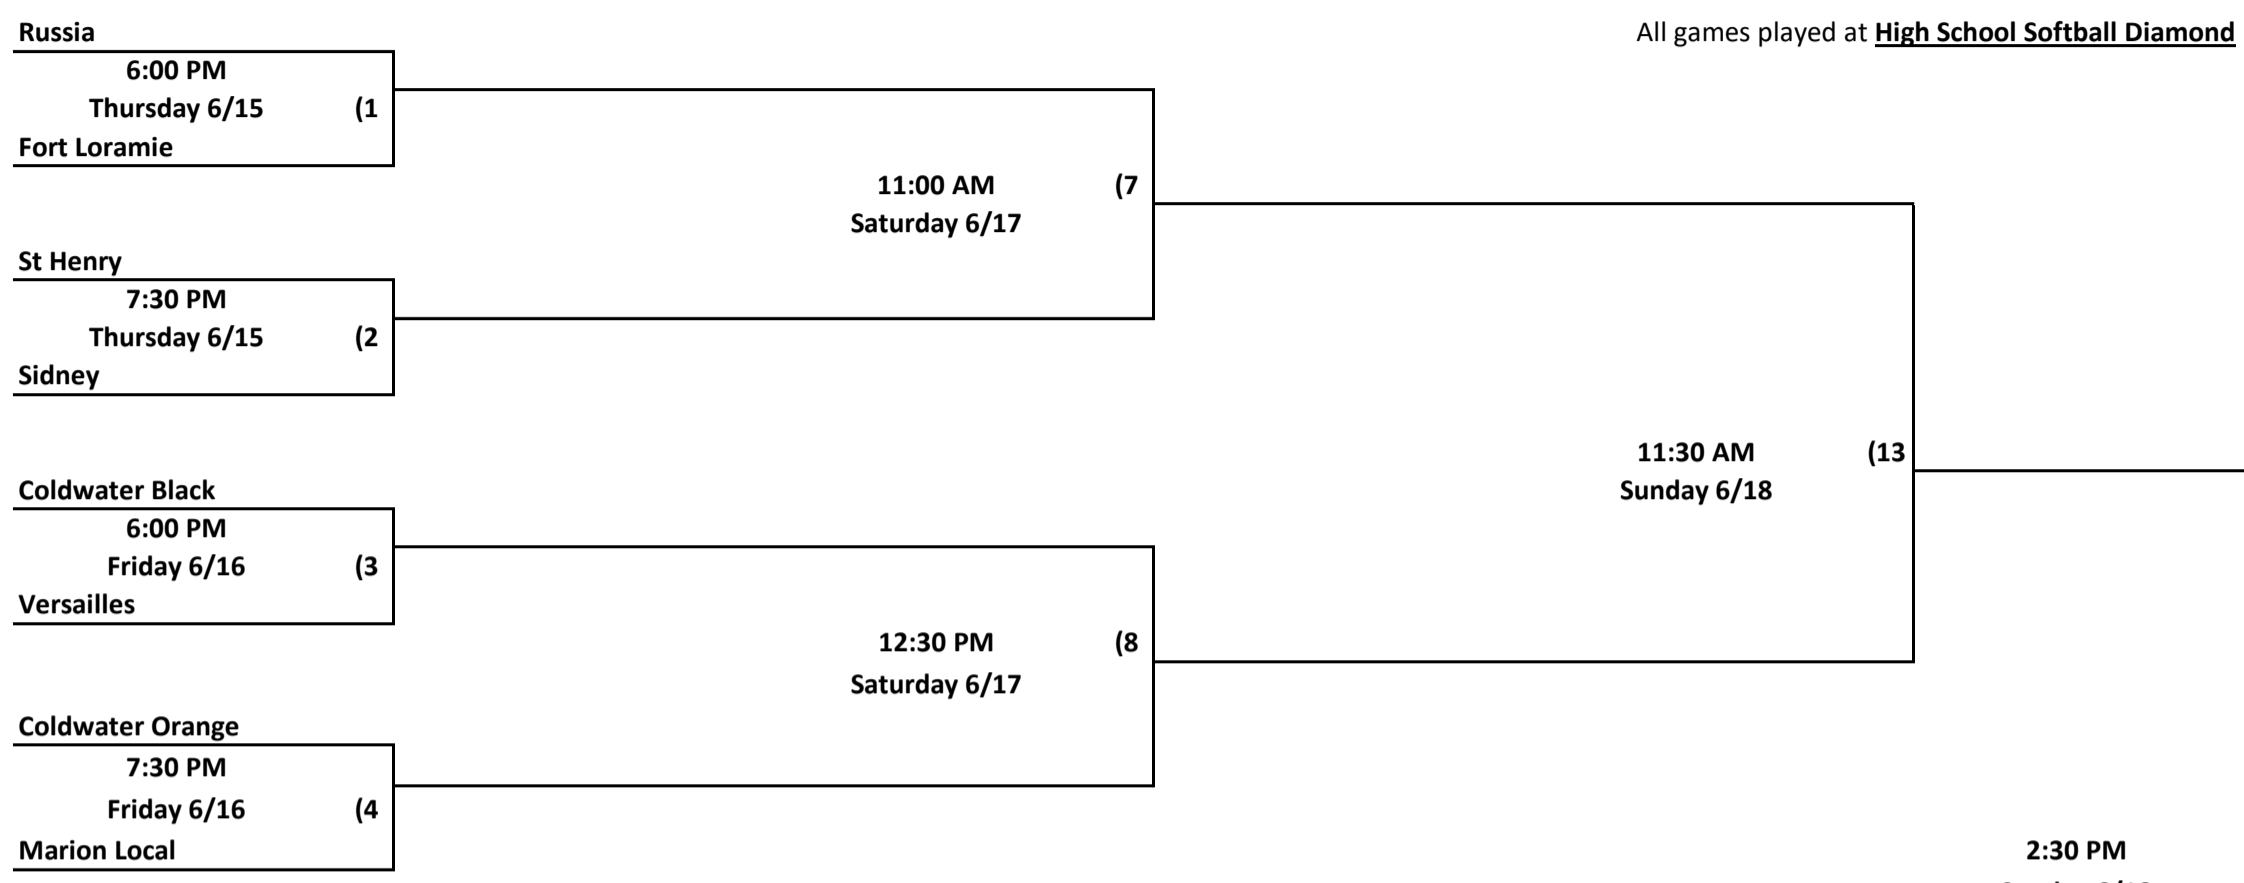 Russia
All games played at High School Softball Diamond
6:00 PM
Thursday 6/15 (1
Fort Loramie
11:00 AM (7
Saturday 6/17
St Henry
7:30 PM
Thursday 6/15 (2
Sidney
11:30 AM (13
Sunday 6/18
Coldwater Black
6:00 PM
Friday 6/16 (3
Versailles
12:30 PM (8
Saturday 6/17
Coldwater Orange
7:30 PM
Friday 6/16 (4
Marion Local
2:30 PM